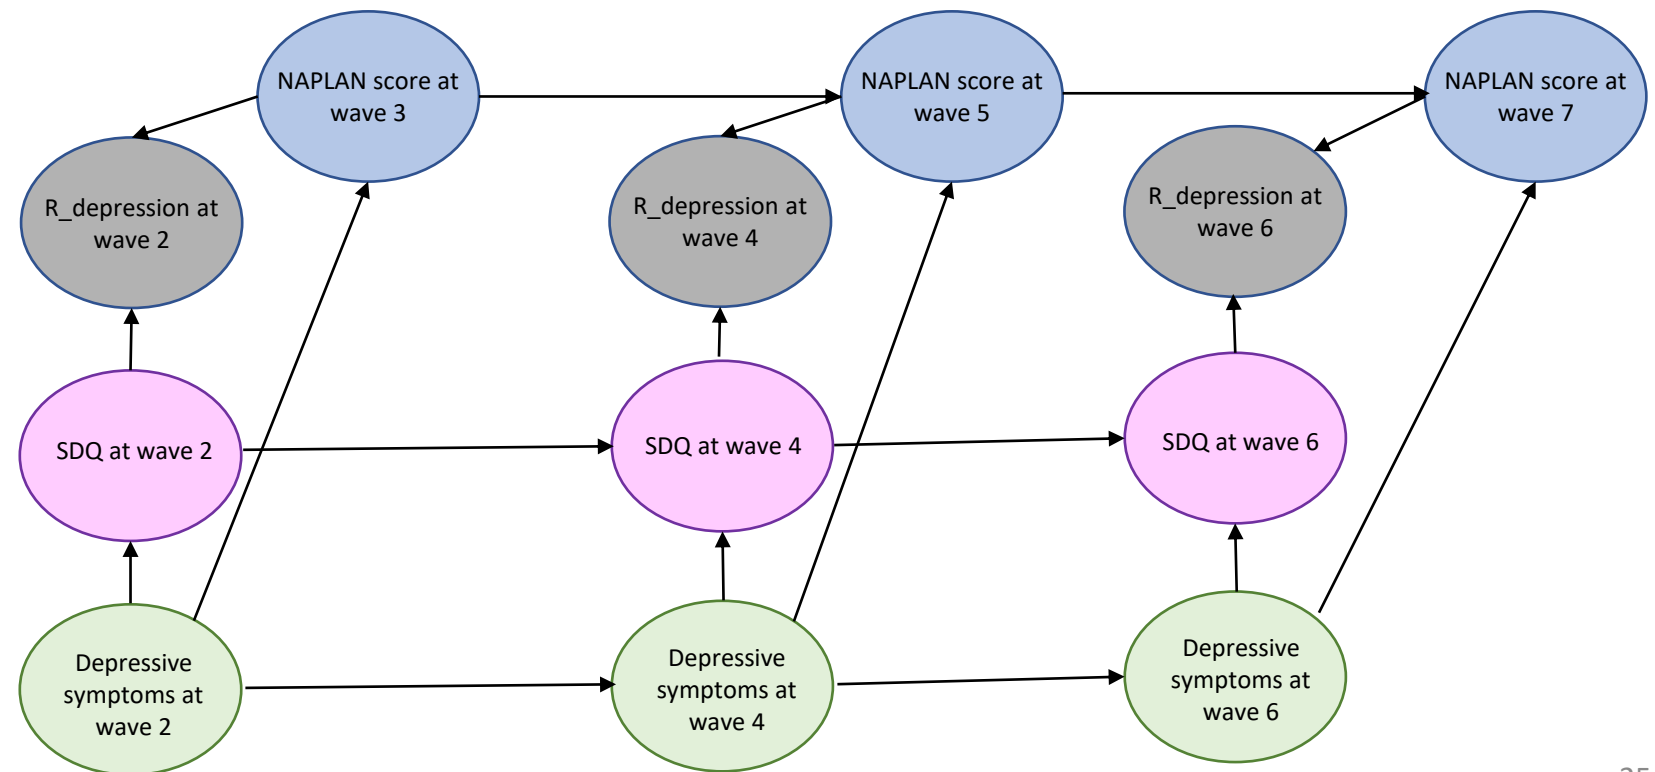 NAPLAN score at
wave 3
NAPLAN score at
wave 5
NAPLAN score at
wave 7
R_depression at
wave 2
R_depression at
wave 4
R_depression at
wave 6
SDQ at wave 2
SDQ at wave 4
SDQ at wave 6
Depressive
symptoms at
wave 2
Depressive
symptoms at
wave 4
Depressive
symptoms at
wave 6